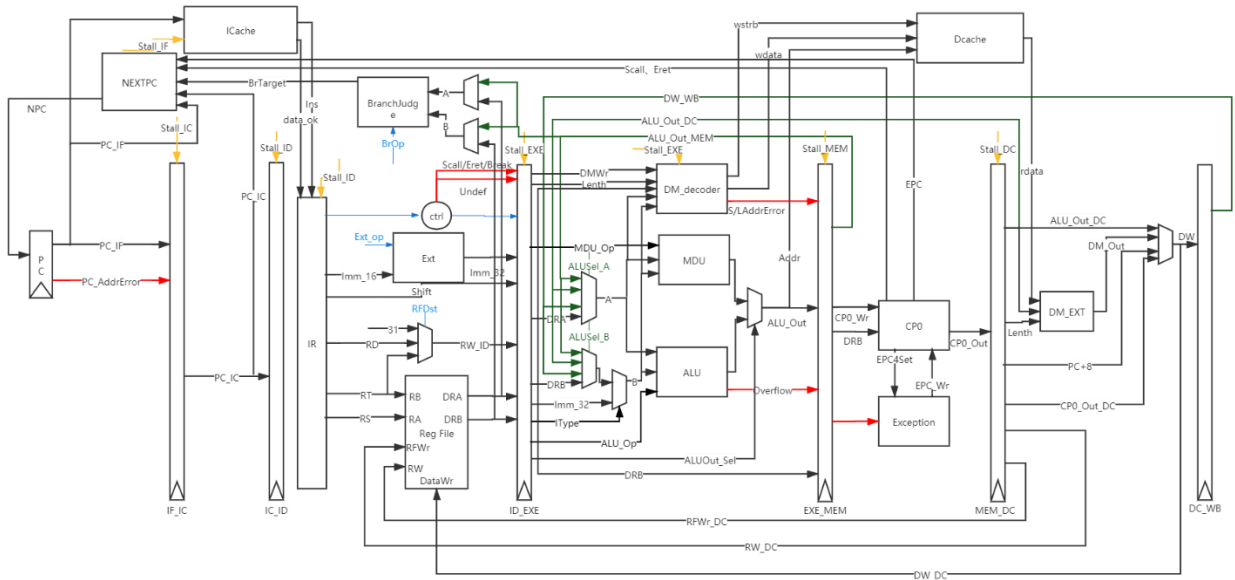 ICache
Stall_IF
NEXTPC
NPC
Stall_IC
PC_IF
PC_IC
Stall_ID
Ins
data_ok
Stall_ID
BrTarget
BranchJudg
e
A
B
BrOp
Scall、Eret
wstrb
wdata
Dcache
DW_WB
ALU_Out_DC
ALU_Out_MEM
Stall_EXE
Stall_EXE
Stall_MEM
Stall_DC
rdata
EPC
P
C
PC_IF
PC_AddrError
PC_IC
IF_IC
IC_ID
IR
Scall/Eret/Break
Undef
ctrl
Ext_op
Ext
Imm_16
Imm_32
Shift
RFDst
31
RD
RW_ID
RT
RS
RB
RA
RFWr
RW
DRA
DRB
Reg File
DataWr
ID_EXE
DMWr
Lenth
DM_decoder
S/LAddrError
MDU_Op
MDU
ALUSel_A
A
DRA
ALUSel_B
DRB
B
Imm_32
IType
ALU_Op
ALU
Overflow
ALUOut_Sel
DRB
Addr
ALU_Out
EXE_MEM
CP0_Wr
DRB
CP0
CP0_Out
EPC4Set
EPC_Wr
Exception
MEM_DC
ALU_Out_DC
DM_Out
DW
DM_EXT
Lenth
PC+8
CP0_Out_DC
DC_WB
RFWr_DC
RW_DC
DW_DC